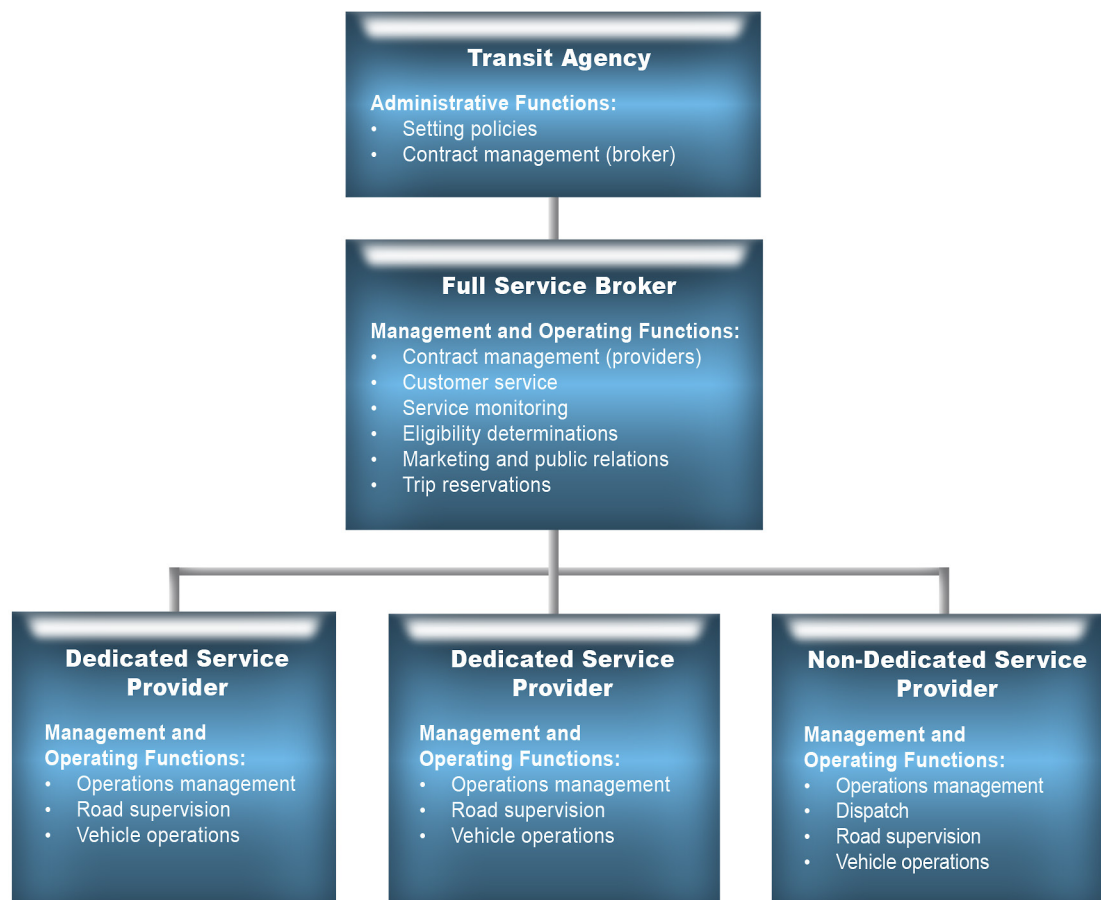 Transit Agency
Administrative Functions:
• Setting policies
• Contract management (broker)
Full Service Broker
Management and Operating Functions:
• Contract management (providers)
• Customer service
• Service monitoring
• Eligibility determinations
• Marketing and public relations
• Trip reservations
Dedicated Service
Provider
Management and
Operating Functions:
• Operations management
• Road supervision
• Vehicle operations
Dedicated Service
Provider
Management and
Operating Functions:
• Operations management
• Road supervision
• Vehicle operations
Non-Dedicated Service
Provider
Management and
Operating Functions:
• Operations management
• Dispatch
• Road supervision
• Vehicle operations